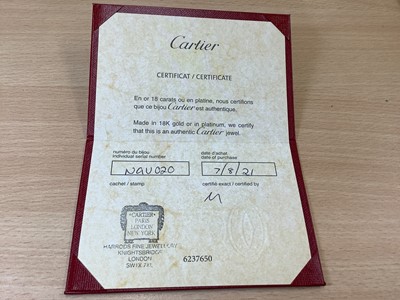 Cartier
CERTIFICAT / CERTIFICATE
En or 18 carats ou en platine, nous certifions
que ce bijou Cartier est authentique.
Made in 18K gold or in platinum, we certify
that this is an authentic Cartier jewel.
numéro du bijou
individual serial number
date d'achat
date of purchase
NGU020
7/8/21
cachet / stamp
certifié exact / certified by
CARTIER
PARIS
LONDON
NEW YORK
HARRODS FINE JEWELLERY
KNIGHTSBRIDGE
LONDON
SW1X 7XL
6237650